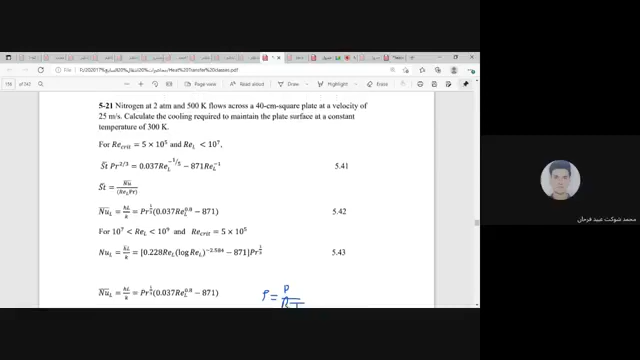 Page view
Read aloud
Draw
Highlight
Erase
5-21 Nitrogen at 2 atm and 500 K flows across a 40-cm-square plate at a velocity of
25 m/s. Calculate the cooling required to maintain the plate surface at a constant
temperature of 300 K.
For Re_crit = 5 × 10^5 and Re_L < 10^7,
S̄t Pr^2/3 = 0.037Re_L^−1/5 − 871Re_L^−1 5.41
S̄t = N̄u/(Re_L Pr)
N̄u_L = h̄L/k = Pr^1/3(0.037Re_L^0.8 − 871) 5.42
For 10^7 < Re_L < 10^9 and Re_crit = 5 × 10^5
Nu_L = h̄L/k = [0.228Re_L(log Re_L)^−2.584 − 871]Pr^1/3 5.43
N̄u_L = h̄L/k = Pr^1/3(0.037Re_L^0.8 − 871)
ρ = P/RT
محمد شوكت عبيد فرحان